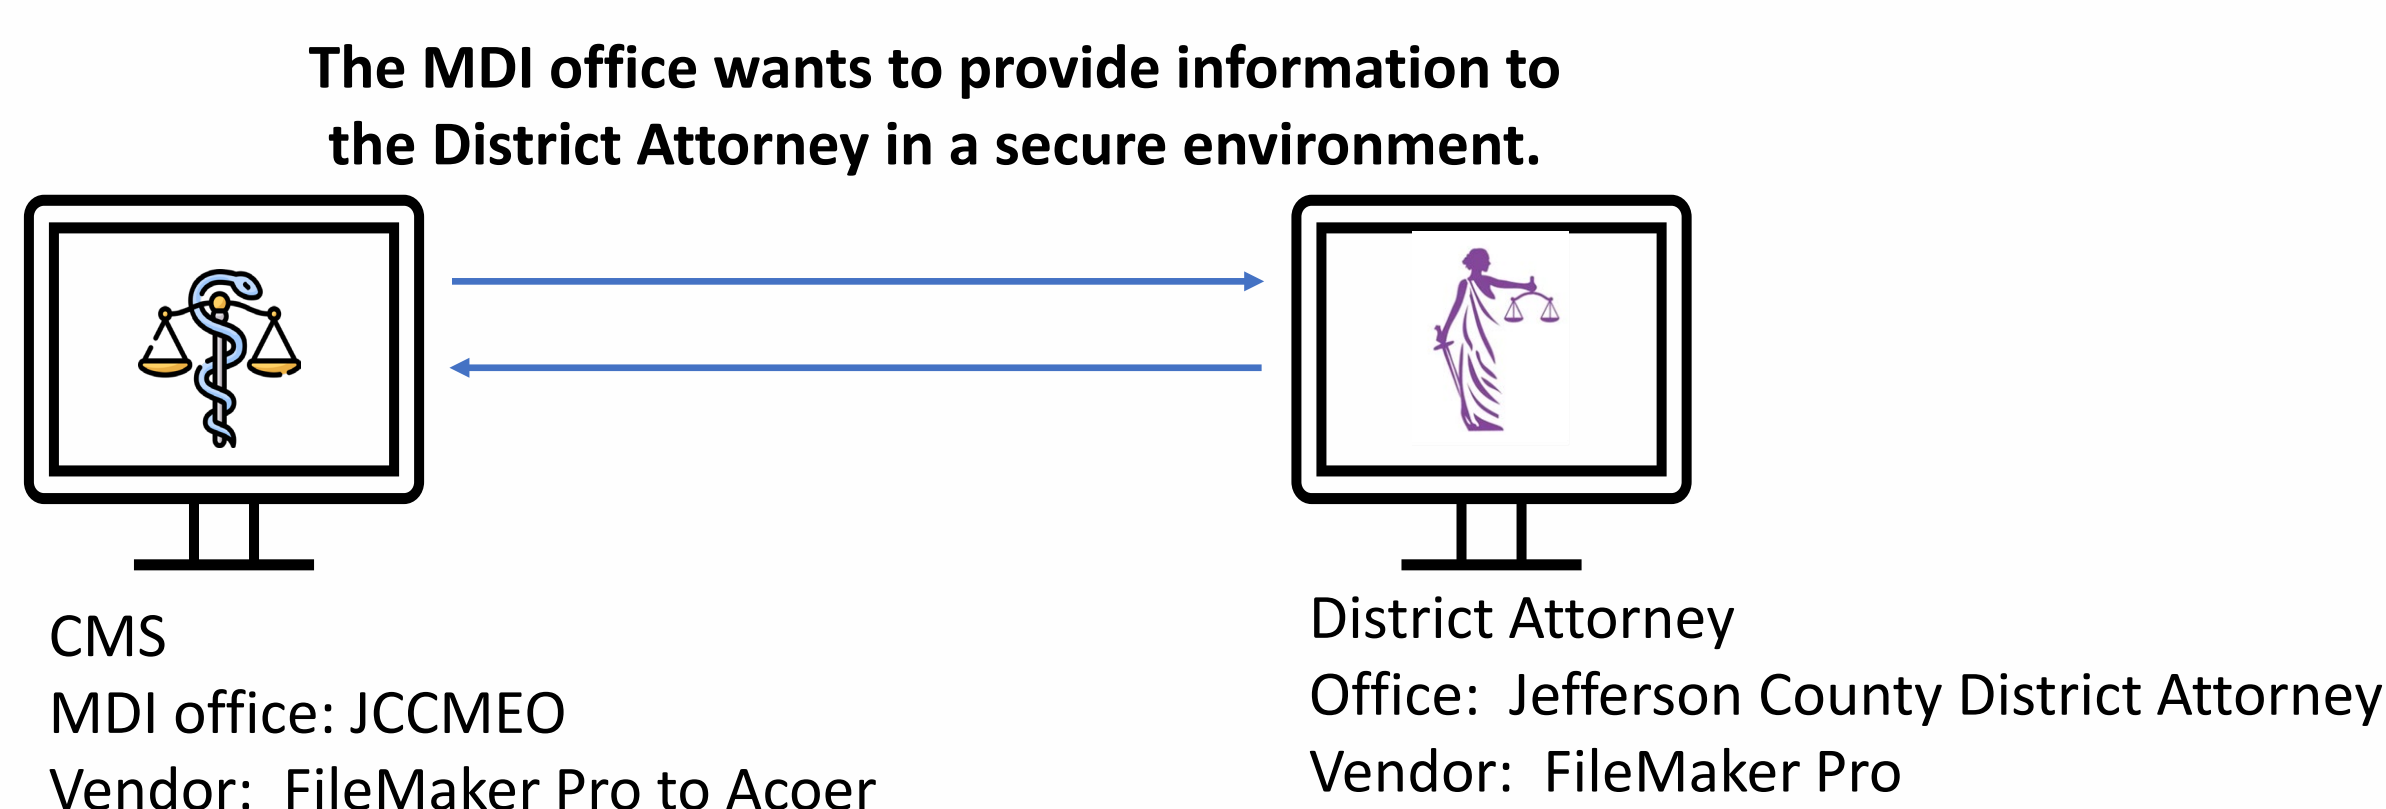 The MDI office wants to provide information to
the District Attorney in a secure environment.
CMS
MDI office: JCCMEO
Vendor: FileMaker Pro to Acoer
District Attorney
Office: Jefferson County District Attorney
Vendor: FileMaker Pro